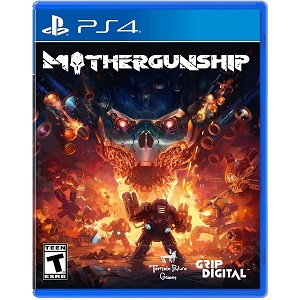 PS4
MOTHERGUNSHIP
TEEN
T
ESRB
Terrible Posture
Games
GRIP
DIGITAL